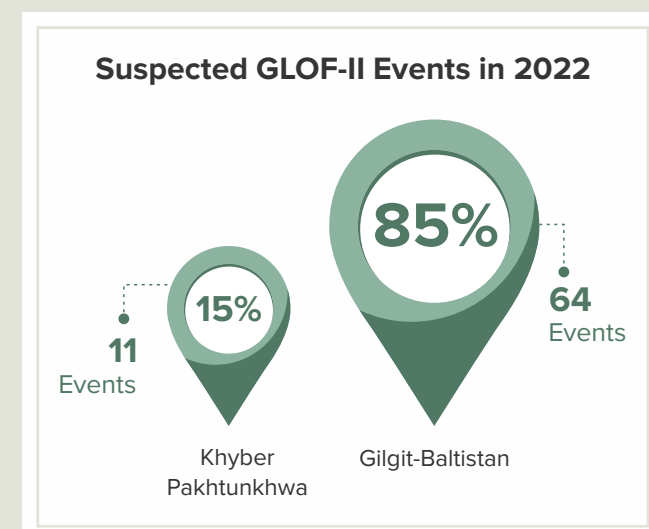 Suspected GLOF-II Events in 2022
85%
15%
64
Events
11
Events
Khyber
Pakhtunkhwa
Gilgit-Baltistan